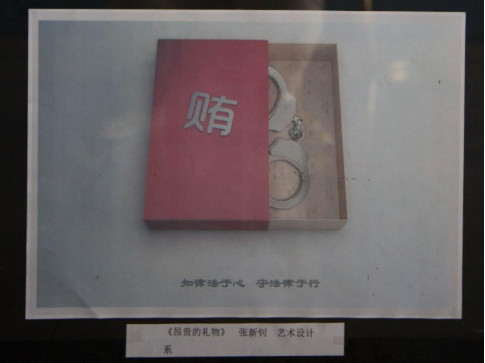 贿
知律法于心 守法律于行
《昂贵的礼物》 张新钊 艺术设计
系